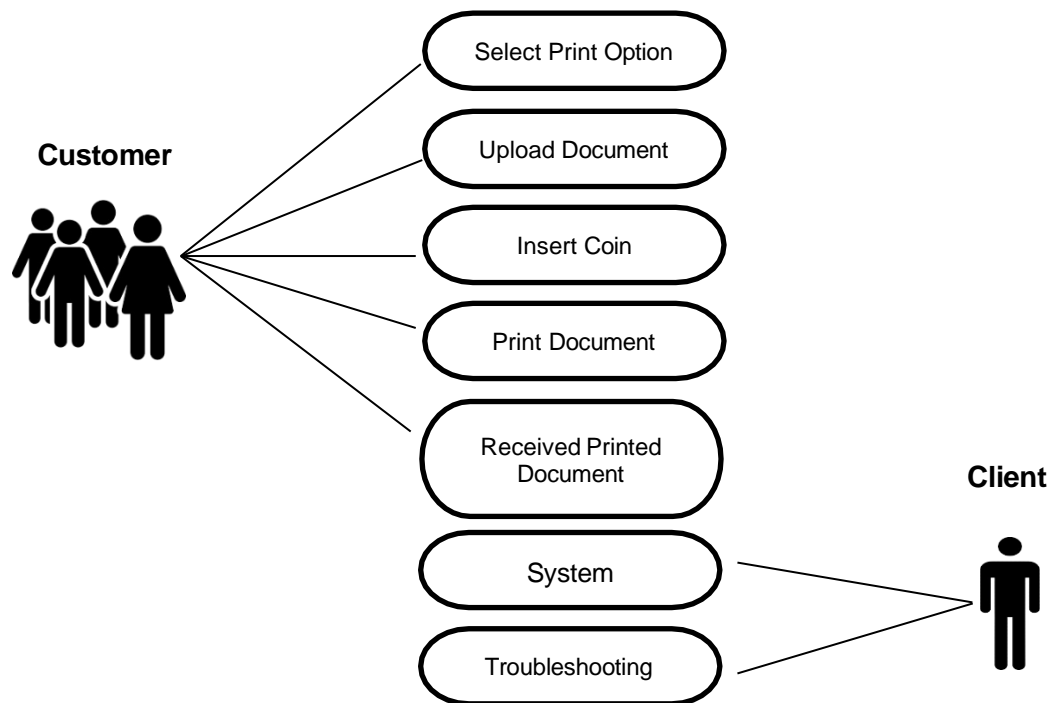 Select Print Option
Customer
Upload Document
Insert Coin
Print Document
Received Printed
Document
Client
System
Troubleshooting